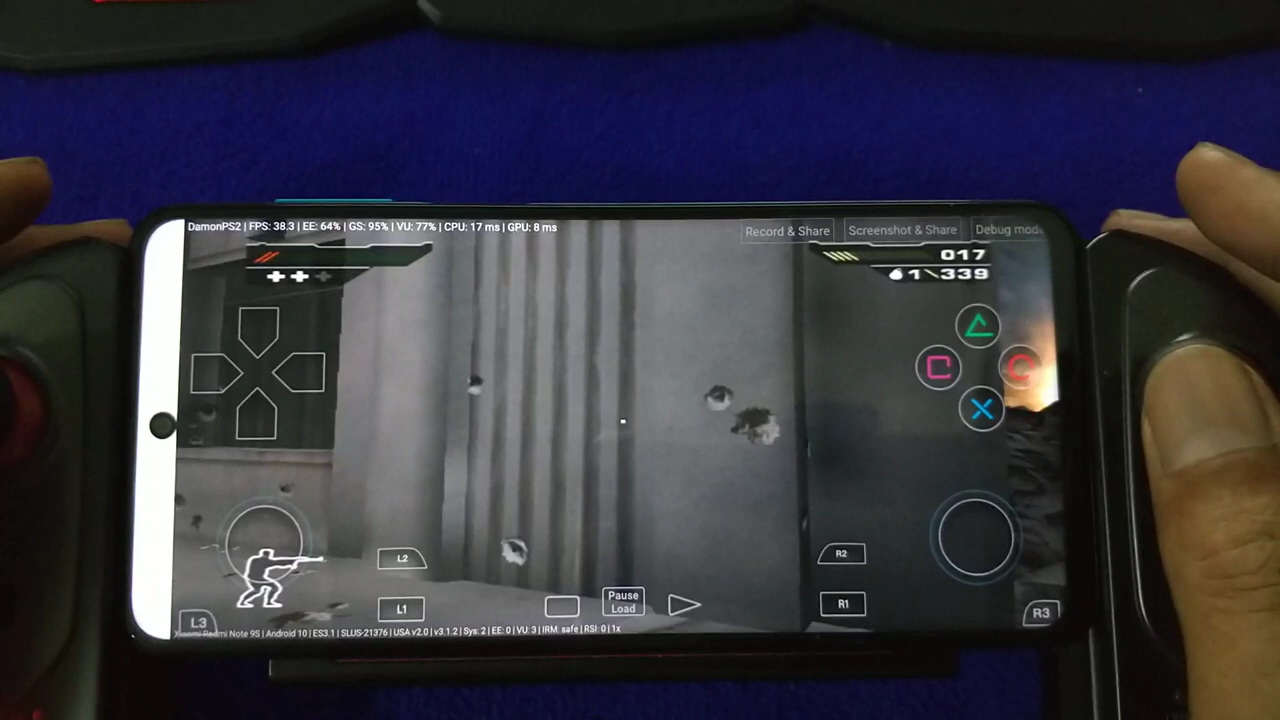 DamonPS2 | FPS: 38.3 | EE: 64% | GS: 95% | VU: 77% | CPU: 17 ms | GPU: 8 ms
Record & Share
Screenshot & Share
Debug mode
017
1\339
L2
R2
L1
Pause
Load
R1
L3
R3
Xiaomi Redmi Note 9S | Android 10 | ES3.1 | SLUS-21376 | USA v2.0 | v3.1.2 | Sys: 2 | EE: 0 | VU: 3 | IRM: safe | RSI: 0 | 1x